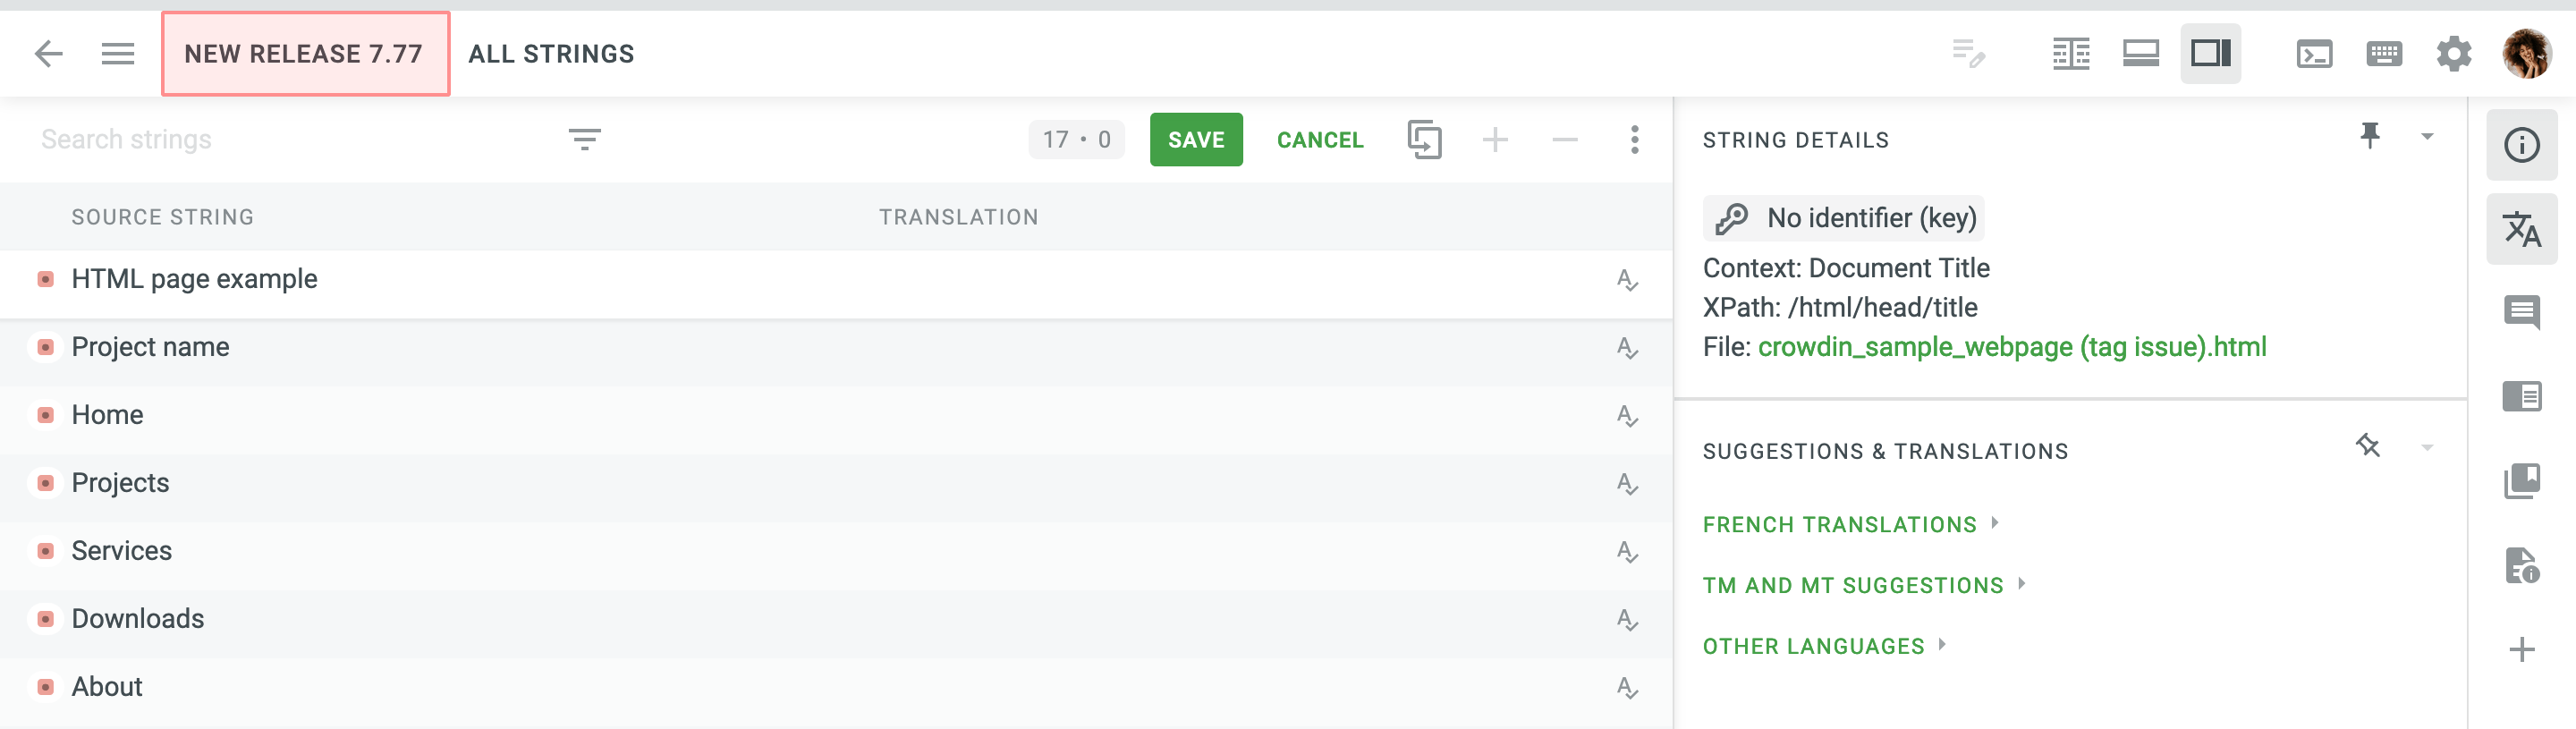 NEW RELEASE 7.77
ALL STRINGS
Search strings
17 • 0
SAVE
CANCEL
SOURCE STRING
TRANSLATION
HTML page example
Project name
Home
Projects
Services
Downloads
About
STRING DETAILS
No identifier (key)
Context: Document Title
XPath: /html/head/title
File: crowdin_sample_webpage (tag issue).html
SUGGESTIONS & TRANSLATIONS
FRENCH TRANSLATIONS
TM AND MT SUGGESTIONS
OTHER LANGUAGES